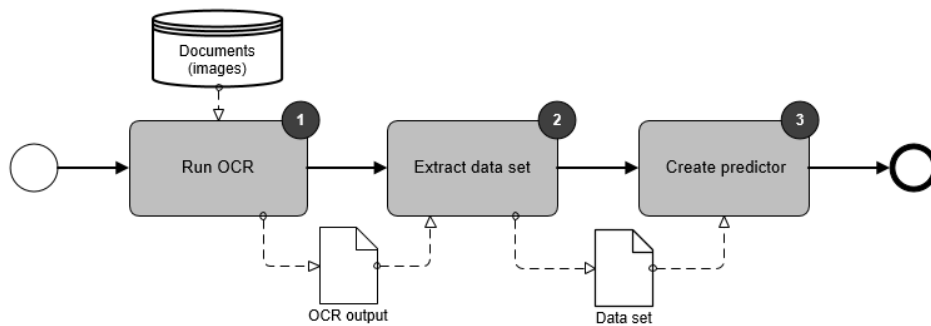 Documents
(images)
1
2
3
Run OCR
Extract data set
Create predictor
OCR output
Data set